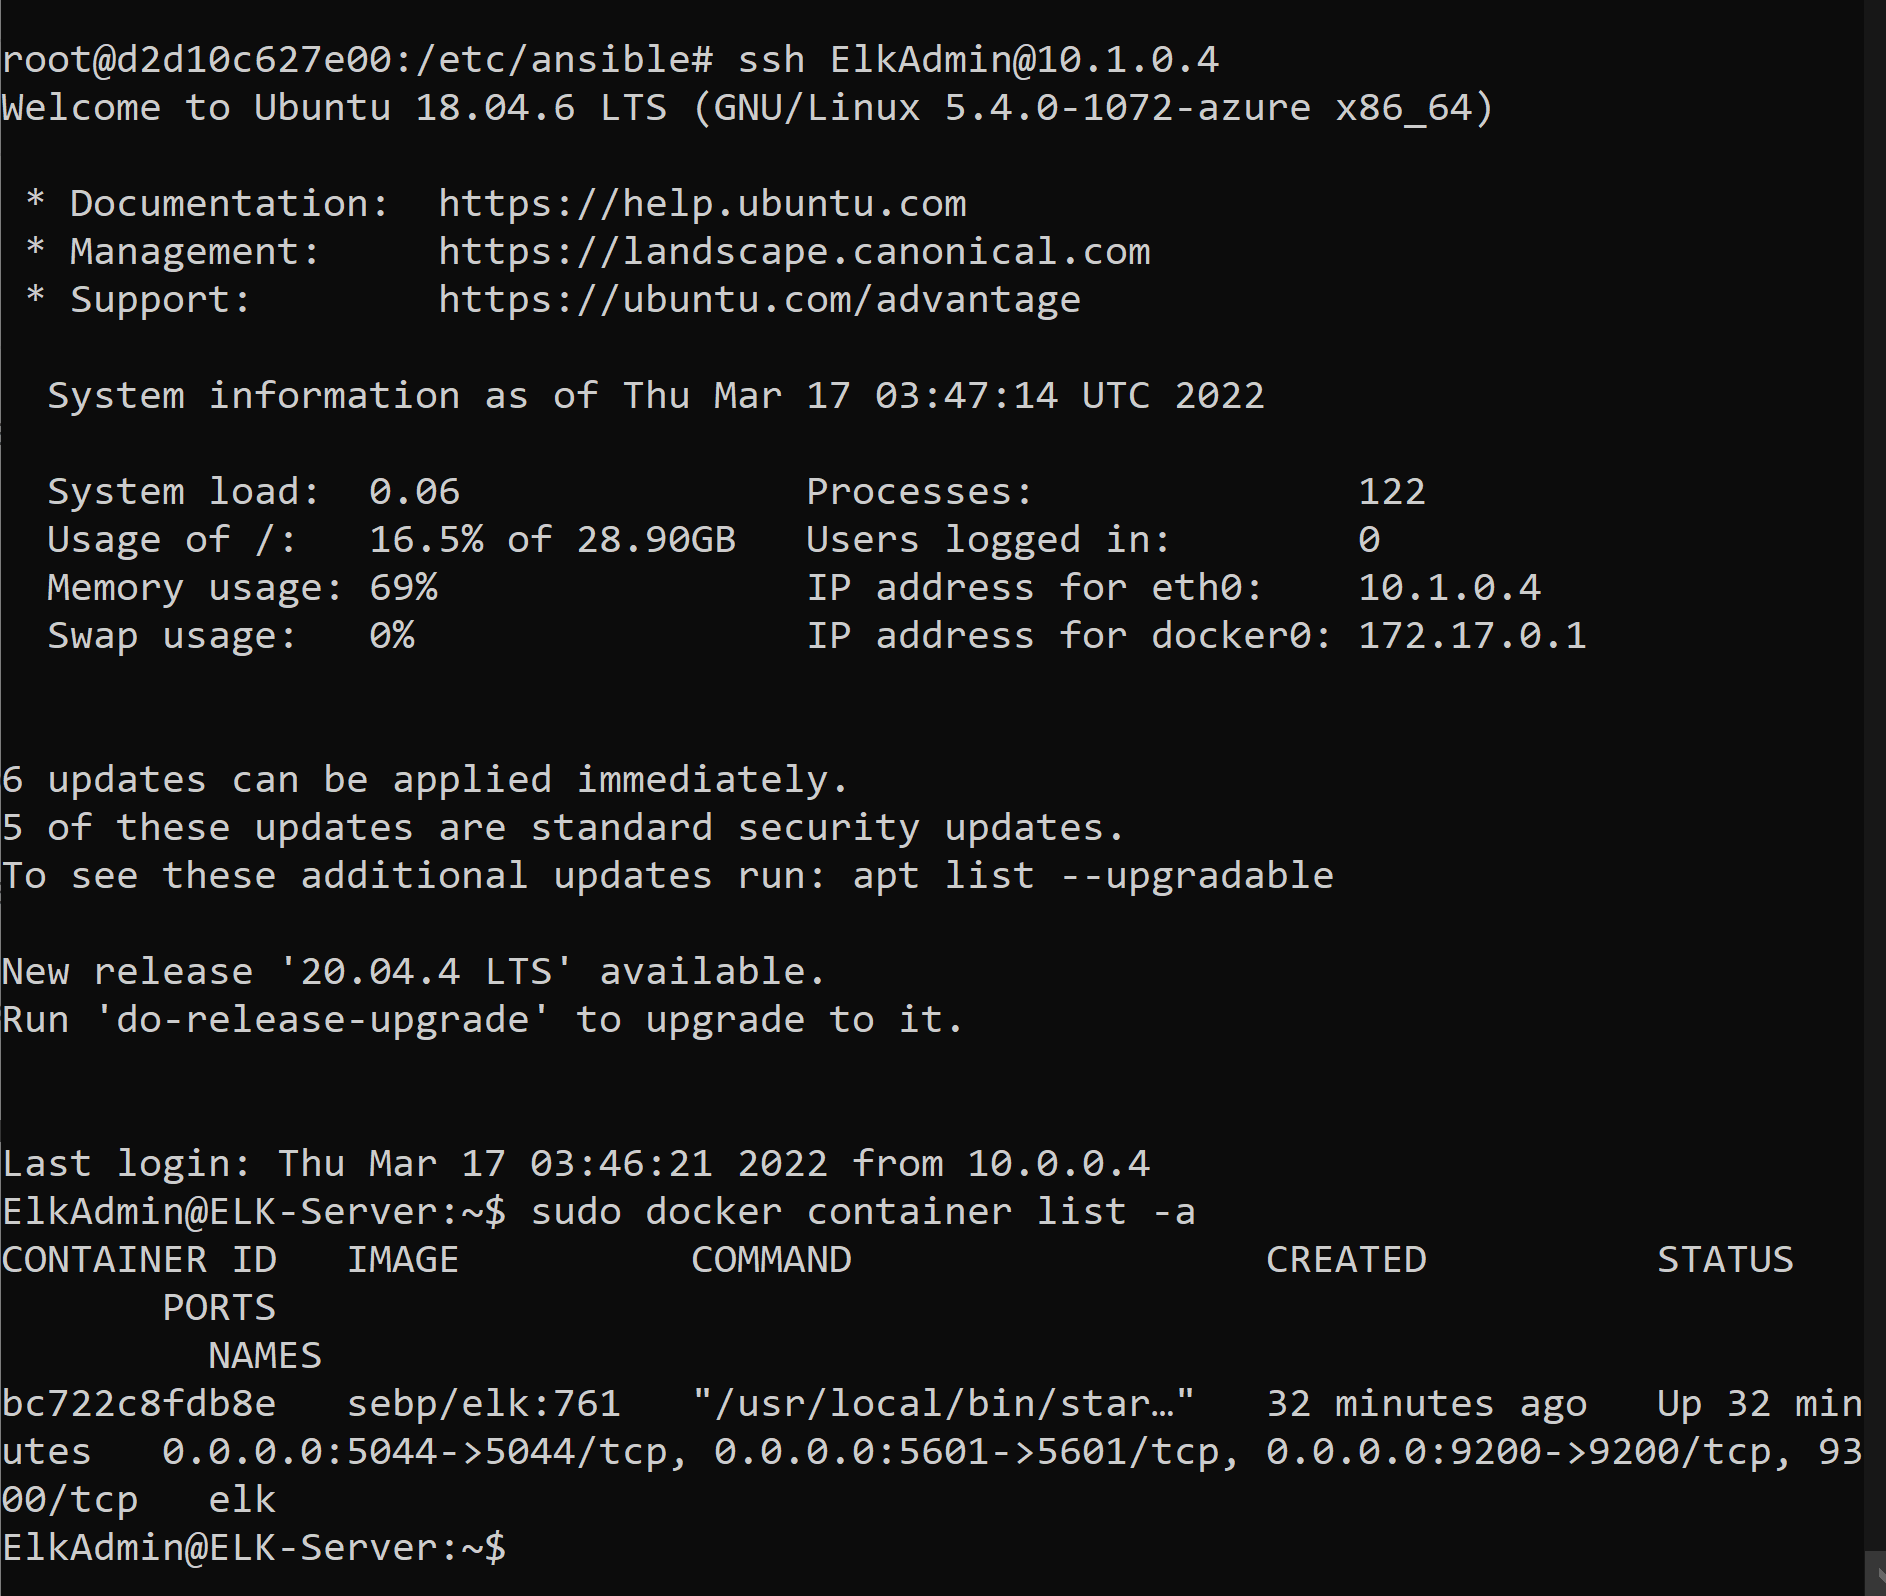 root@d2d10c627e00:/etc/ansible# ssh ElkAdmin@10.1.0.4
Welcome to Ubuntu 18.04.6 LTS (GNU/Linux 5.4.0-1072-azure x86_64)
* Documentation:  https://help.ubuntu.com
* Management:     https://landscape.canonical.com
* Support:        https://ubuntu.com/advantage
System information as of Thu Mar 17 03:47:14 UTC 2022
System load:  0.06               Processes:              122
Usage of /:   16.5% of 28.90GB   Users logged in:        0
Memory usage: 69%                IP address for eth0:    10.1.0.4
Swap usage:   0%                 IP address for docker0: 172.17.0.1
6 updates can be applied immediately.
5 of these updates are standard security updates.
To see these additional updates run: apt list --upgradable
New release '20.04.4 LTS' available.
Run 'do-release-upgrade' to upgrade to it.
Last login: Thu Mar 17 03:46:21 2022 from 10.0.0.4
ElkAdmin@ELK-Server:~$ sudo docker container list -a
CONTAINER ID   IMAGE          COMMAND                  CREATED          STATUS
PORTS
NAMES
bc722c8fdb8e   sebp/elk:761   "/usr/local/bin/star…"   32 minutes ago   Up 32 min
utes   0.0.0.0:5044->5044/tcp, 0.0.0.0:5601->5601/tcp, 0.0.0.0:9200->9200/tcp, 93
00/tcp   elk
ElkAdmin@ELK-Server:~$